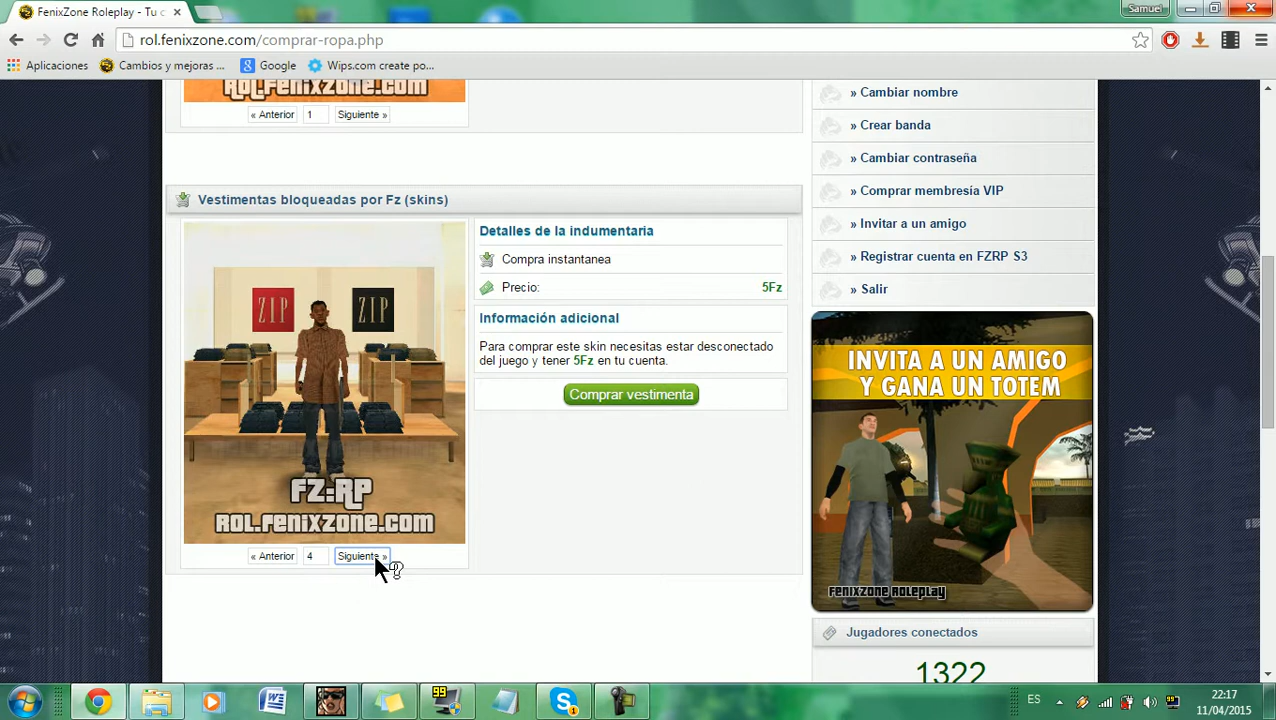 FenixZone Roleplay - Tu c
Samuel
rol.fenixzone.com/comprar-ropa.php
Aplicaciones
Cambios y mejoras ...
Google
Wips.com create po...
ROL.FENIXZONE.COM
« Anterior
1
Siguiente »
Vestimentas bloqueadas por Fz (skins)
ZIP
ZIP
FZ:RP
ROL.FENIXZONE.COM
« Anterior
4
Siguiente »
Detalles de la indumentaria
Compra instantanea
Precio:
5Fz
Información adicional
Para comprar este skin necesitas estar desconectado
del juego y tener 5Fz en tu cuenta.
Comprar vestimenta
» Cambiar nombre
» Crear banda
» Cambiar contraseña
» Comprar membresía VIP
» Invitar a un amigo
» Registrar cuenta en FZRP S3
» Salir
INVITA A UN AMIGO
Y GANA UN TOTEM
FENIXZONE ROLEPLAY
Jugadores conectados
1322
99
ES
99
22:17
11/04/2015